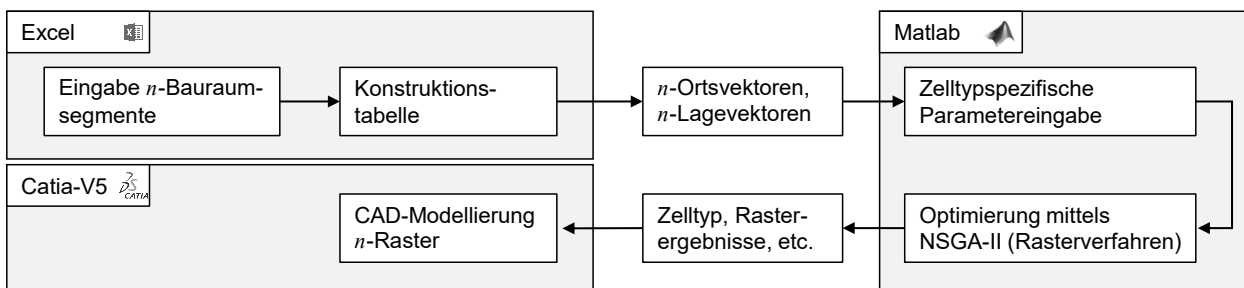 Excel
Matlab
Eingabe n-Bauraum-
segmente
Konstruktions-
tabelle
n-Ortsvektoren,
n-Lagevektoren
Zelltypspezifische
Parametereingabe
Catia-V5
CATIA
CAD-Modellierung
n-Raster
Zelltyp, Raster-
ergebnisse, etc.
Optimierung mittels
NSGA-II (Rasterverfahren)